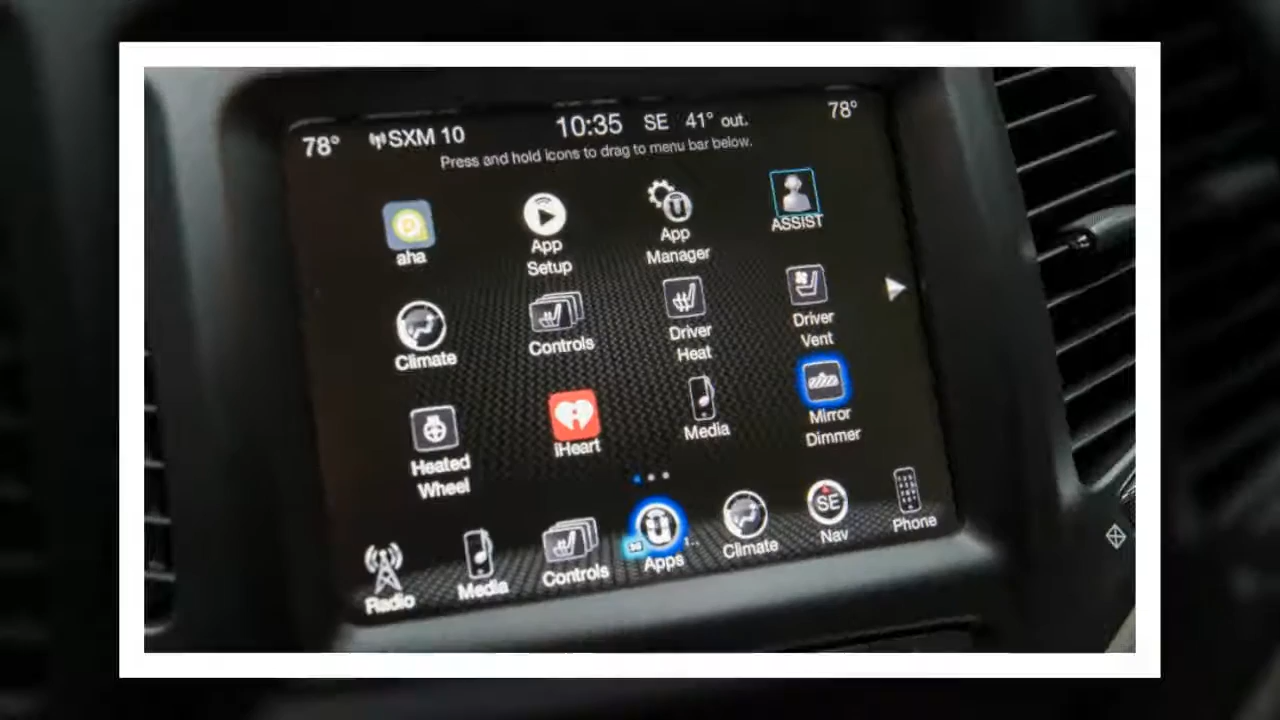 78° SXM 10 10:35 SE 41° out. 78°
Press and hold icons to drag to menu bar below.
aha
App
Setup
App
Manager
ASSIST
Climate
Controls
Driver
Heat
Driver
Vent
Heated
Wheel
iHeart
Media
Mirror
Dimmer
Radio
Media
Controls
Apps
Climate
SE
Nav
Phone